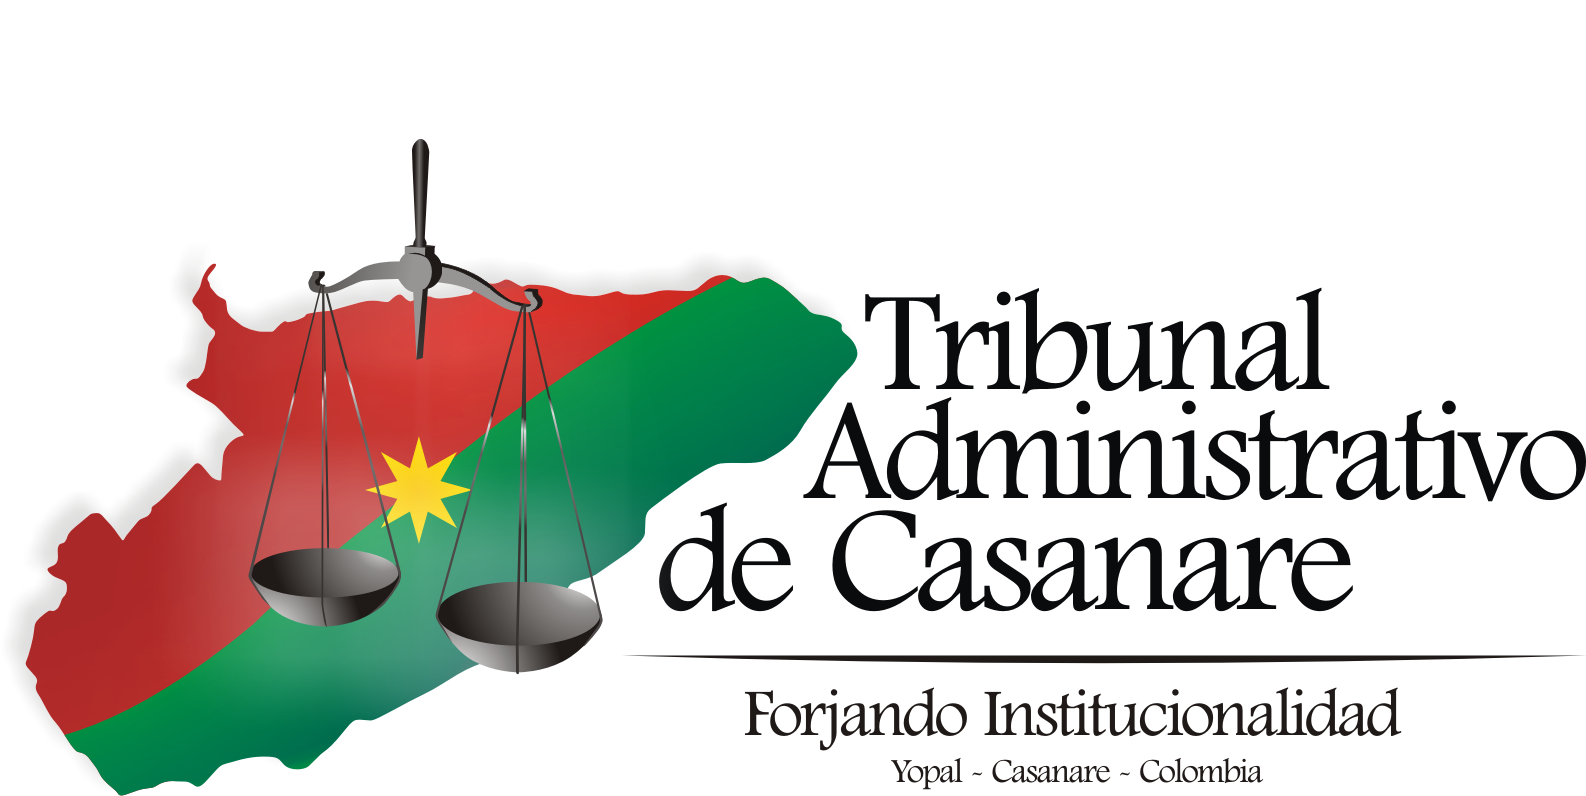 Tribunal
Administrativo
de Casanare
Forjando Institucionalidad
Yopal - Casanare - Colombia